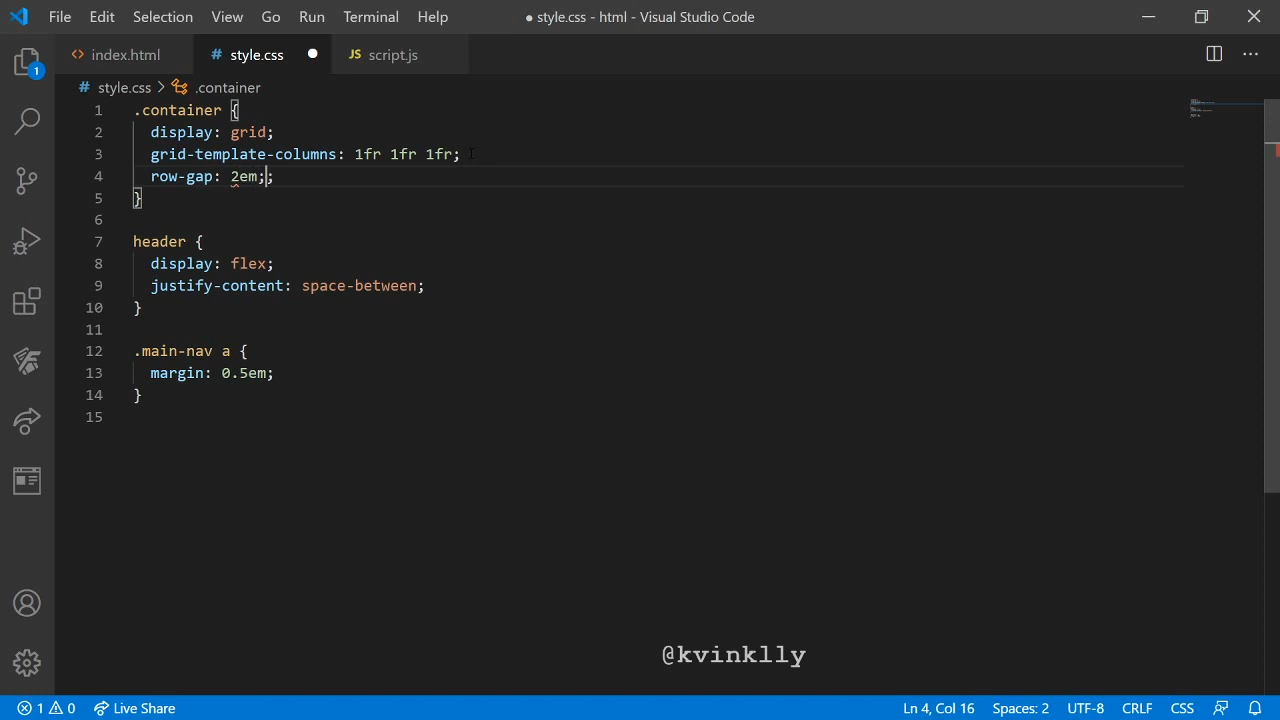 File Edit Selection View Go Run Terminal Help ● style.css - html - Visual Studio Code
<> index.html # style.css ● JS script.js ···
# style.css > .container
1 .container {
2 display: grid;
3 grid-template-columns: 1fr 1fr 1fr;
4 row-gap: 2em;;
5 }
6
7 header {
8 display: flex;
9 justify-content: space-between;
10 }
11
12 .main-nav a {
13 margin: 0.5em;
14 }
15
1
@kvinklly
1 0 Live Share Ln 4, Col 16 Spaces: 2 UTF-8 CRLF CSS